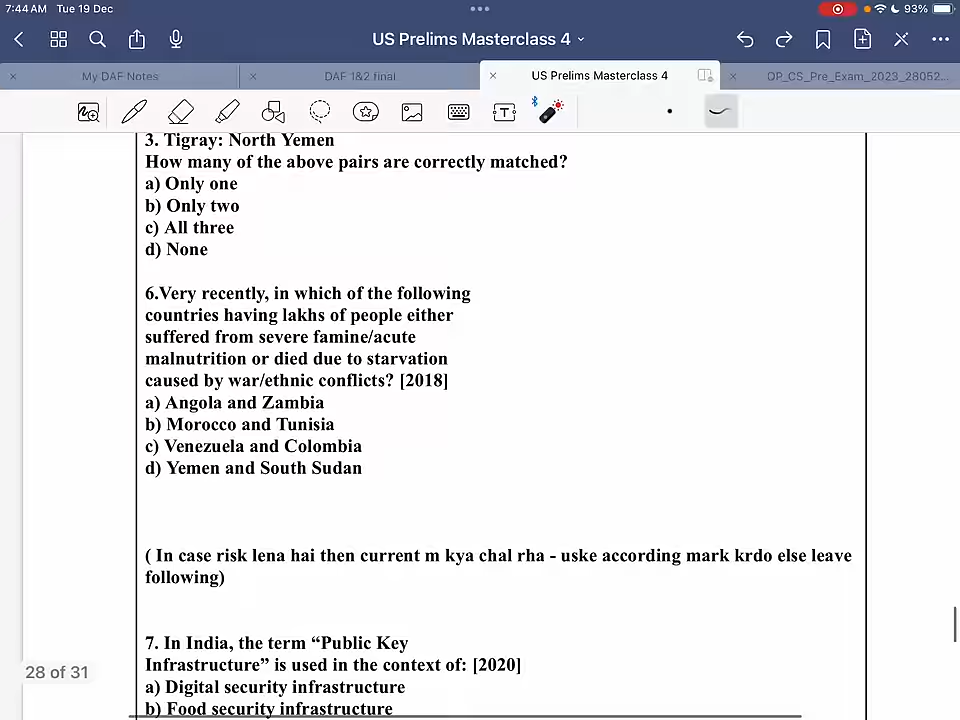 7:44 AM Tue 19 Dec
93%
US Prelims Masterclass 4
My DAF Notes
DAF 1&2 final
US Prelims Masterclass 4
QP_CS_Pre_Exam_2023_28052...
3. Tigray: North Yemen
How many of the above pairs are correctly matched?
a) Only one
b) Only two
c) All three
d) None
6.Very recently, in which of the following
countries having lakhs of people either
suffered from severe famine/acute
malnutrition or died due to starvation
caused by war/ethnic conflicts? [2018]
a) Angola and Zambia
b) Morocco and Tunisia
c) Venezuela and Colombia
d) Yemen and South Sudan
( In case risk lena hai then current m kya chal rha - uske according mark krdo else leave
following)
7. In India, the term “Public Key
Infrastructure” is used in the context of: [2020]
a) Digital security infrastructure
b) Food security infrastructure
28 of 31